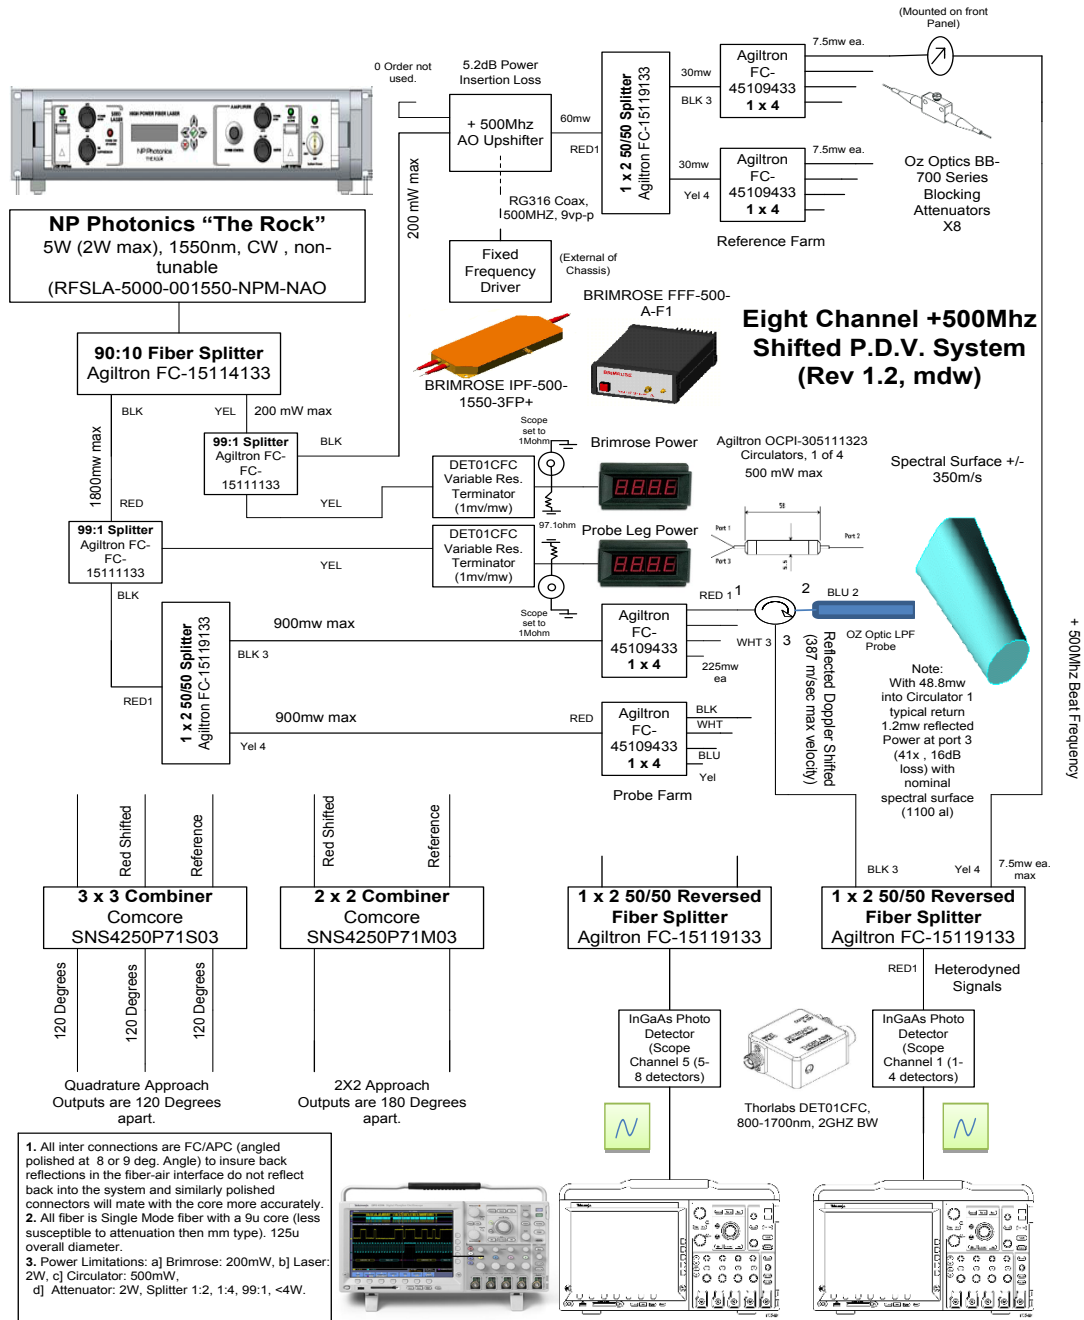 (Mounted on front
Panel)
7.5mw ea.
0 Order not
used.
5.2dB Power
Insertion Loss
+ 500Mhz
AO Upshifter
60mw
RED1
1 x 2 50/50 Splitter
Agiltron FC-15119133
30mw
BLK 3
Agiltron
FC-
45109433
1 x 4
30mw
Yel 4
7.5mw ea.
Agiltron
FC-
45109433
1 x 4
Reference Farm
Oz Optics BB-
700 Series
Blocking
Attenuators
X8
HIGH POWER FIBER LASER
NP Photonics
THE ROCK
200 mW max
RG316 Coax,
500MHZ, 9vp-p
Fixed
Frequency
Driver
(External of
Chassis)
NP Photonics “The Rock”
5W (2W max), 1550nm, CW , non-
tunable
(RFSLA-5000-001550-NPM-NAO
BRIMROSE FFF-500-
A-F1
BRIMROSE
BRIMROSE IPF-500-
1550-3FP+
Eight Channel +500Mhz
Shifted P.D.V. System
(Rev 1.2, mdw)
90:10 Fiber Splitter
Agiltron FC-15114133
BLK
YEL
200 mW max
1800mw max
99:1 Splitter
Agiltron FC-
FC-
15111133
BLK
YEL
RED
99:1 Splitter
Agiltron FC-
FC-
15111133
YEL
BLK
Scope
set to
1Mohm
DET01CFC
Variable Res.
Terminator
(1mv/mw)
Brimrose Power
8.8.8.8
97.1ohm
DET01CFC
Variable Res.
Terminator
(1mv/mw)
Probe Leg Power
8.8.8.8
Scope
set to
1Mohm
Agiltron OCPI-305111323
Circulators, 1 of 4
500 mW max
58
Port 1
Port 2
Port 3
5.5
Spectral Surface +/-
350m/s
1 x 2 50/50 Splitter
Agiltron FC-15119133
RED1
900mw max
BLK 3
900mw max
Yel 4
RED
Agiltron
FC-
45109433
1 x 4
RED 1
1
2
BLU 2
WHT 3
3
225mw
ea
OZ Optic LPF
Probe
Reflected Doppler Shifted
(387 m/sec max velocity)
Agiltron
FC-
45109433
1 x 4
BLK
WHT
BLU
Yel
Probe Farm
Note:
With 48.8mw
into Circulator 1
typical return
1.2mw reflected
Power at port 3
(41x , 16dB
loss) with
nominal
spectral surface
(1100 al)
+ 500Mhz Beat Frequency
Red Shifted
Reference
3 x 3 Combiner
Comcore
SNS4250P71S03
120 Degrees
120 Degrees
120 Degrees
Quadrature Approach
Outputs are 120 Degrees
apart.
Red Shifted
Reference
2 x 2 Combiner
Comcore
SNS4250P71M03
2X2 Approach
Outputs are 180 Degrees
apart.
1 x 2 50/50 Reversed
Fiber Splitter
Agiltron FC-15119133
BLK 3
Yel 4
7.5mw ea.
max
1 x 2 50/50 Reversed
Fiber Splitter
Agiltron FC-15119133
RED1
Heterodyned
Signals
InGaAs Photo
Detector
(Scope
Channel 5 (5-
8 detectors)
InGaAs Photo
Detector
(Scope
Channel 1 (1-
4 detectors)
Thorlabs DET01CFC,
800-1700nm, 2GHZ BW
1. All inter connections are FC/APC (angled
polished at 8 or 9 deg. Angle) to insure back
reflections in the fiber-air interface do not reflect
back into the system and similarly polished
connectors will mate with the core more accurately.
2. All fiber is Single Mode fiber with a 9u core (less
susceptible to attenuation then mm type). 125u
overall diameter.
3. Power Limitations: a] Brimrose: 200mW, b] Laser:
2W, c] Circulator: 500mW,
d] Attenuator: 2W, Splitter 1:2, 1:4, 99:1, <4W.